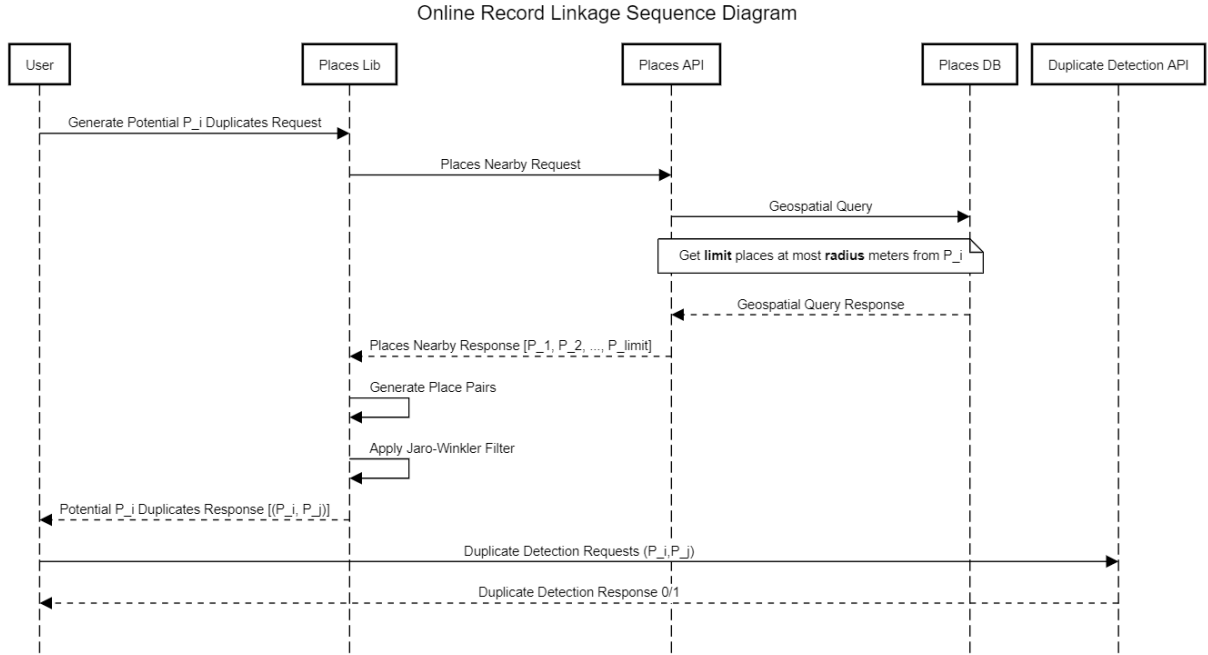 Online Record Linkage Sequence Diagram
User
Places Lib
Places API
Places DB
Duplicate Detection API
Generate Potential P_i Duplicates Request
Places Nearby Request
Geospatial Query
Get limit places at most radius meters from P_i
Geospatial Query Response
Places Nearby Response [P_1, P_2, ..., P_limit]
Generate Place Pairs
Apply Jaro-Winkler Filter
Potential P_i Duplicates Response [(P_i, P_j)]
Duplicate Detection Requests (P_i,P_j)
Duplicate Detection Response 0/1